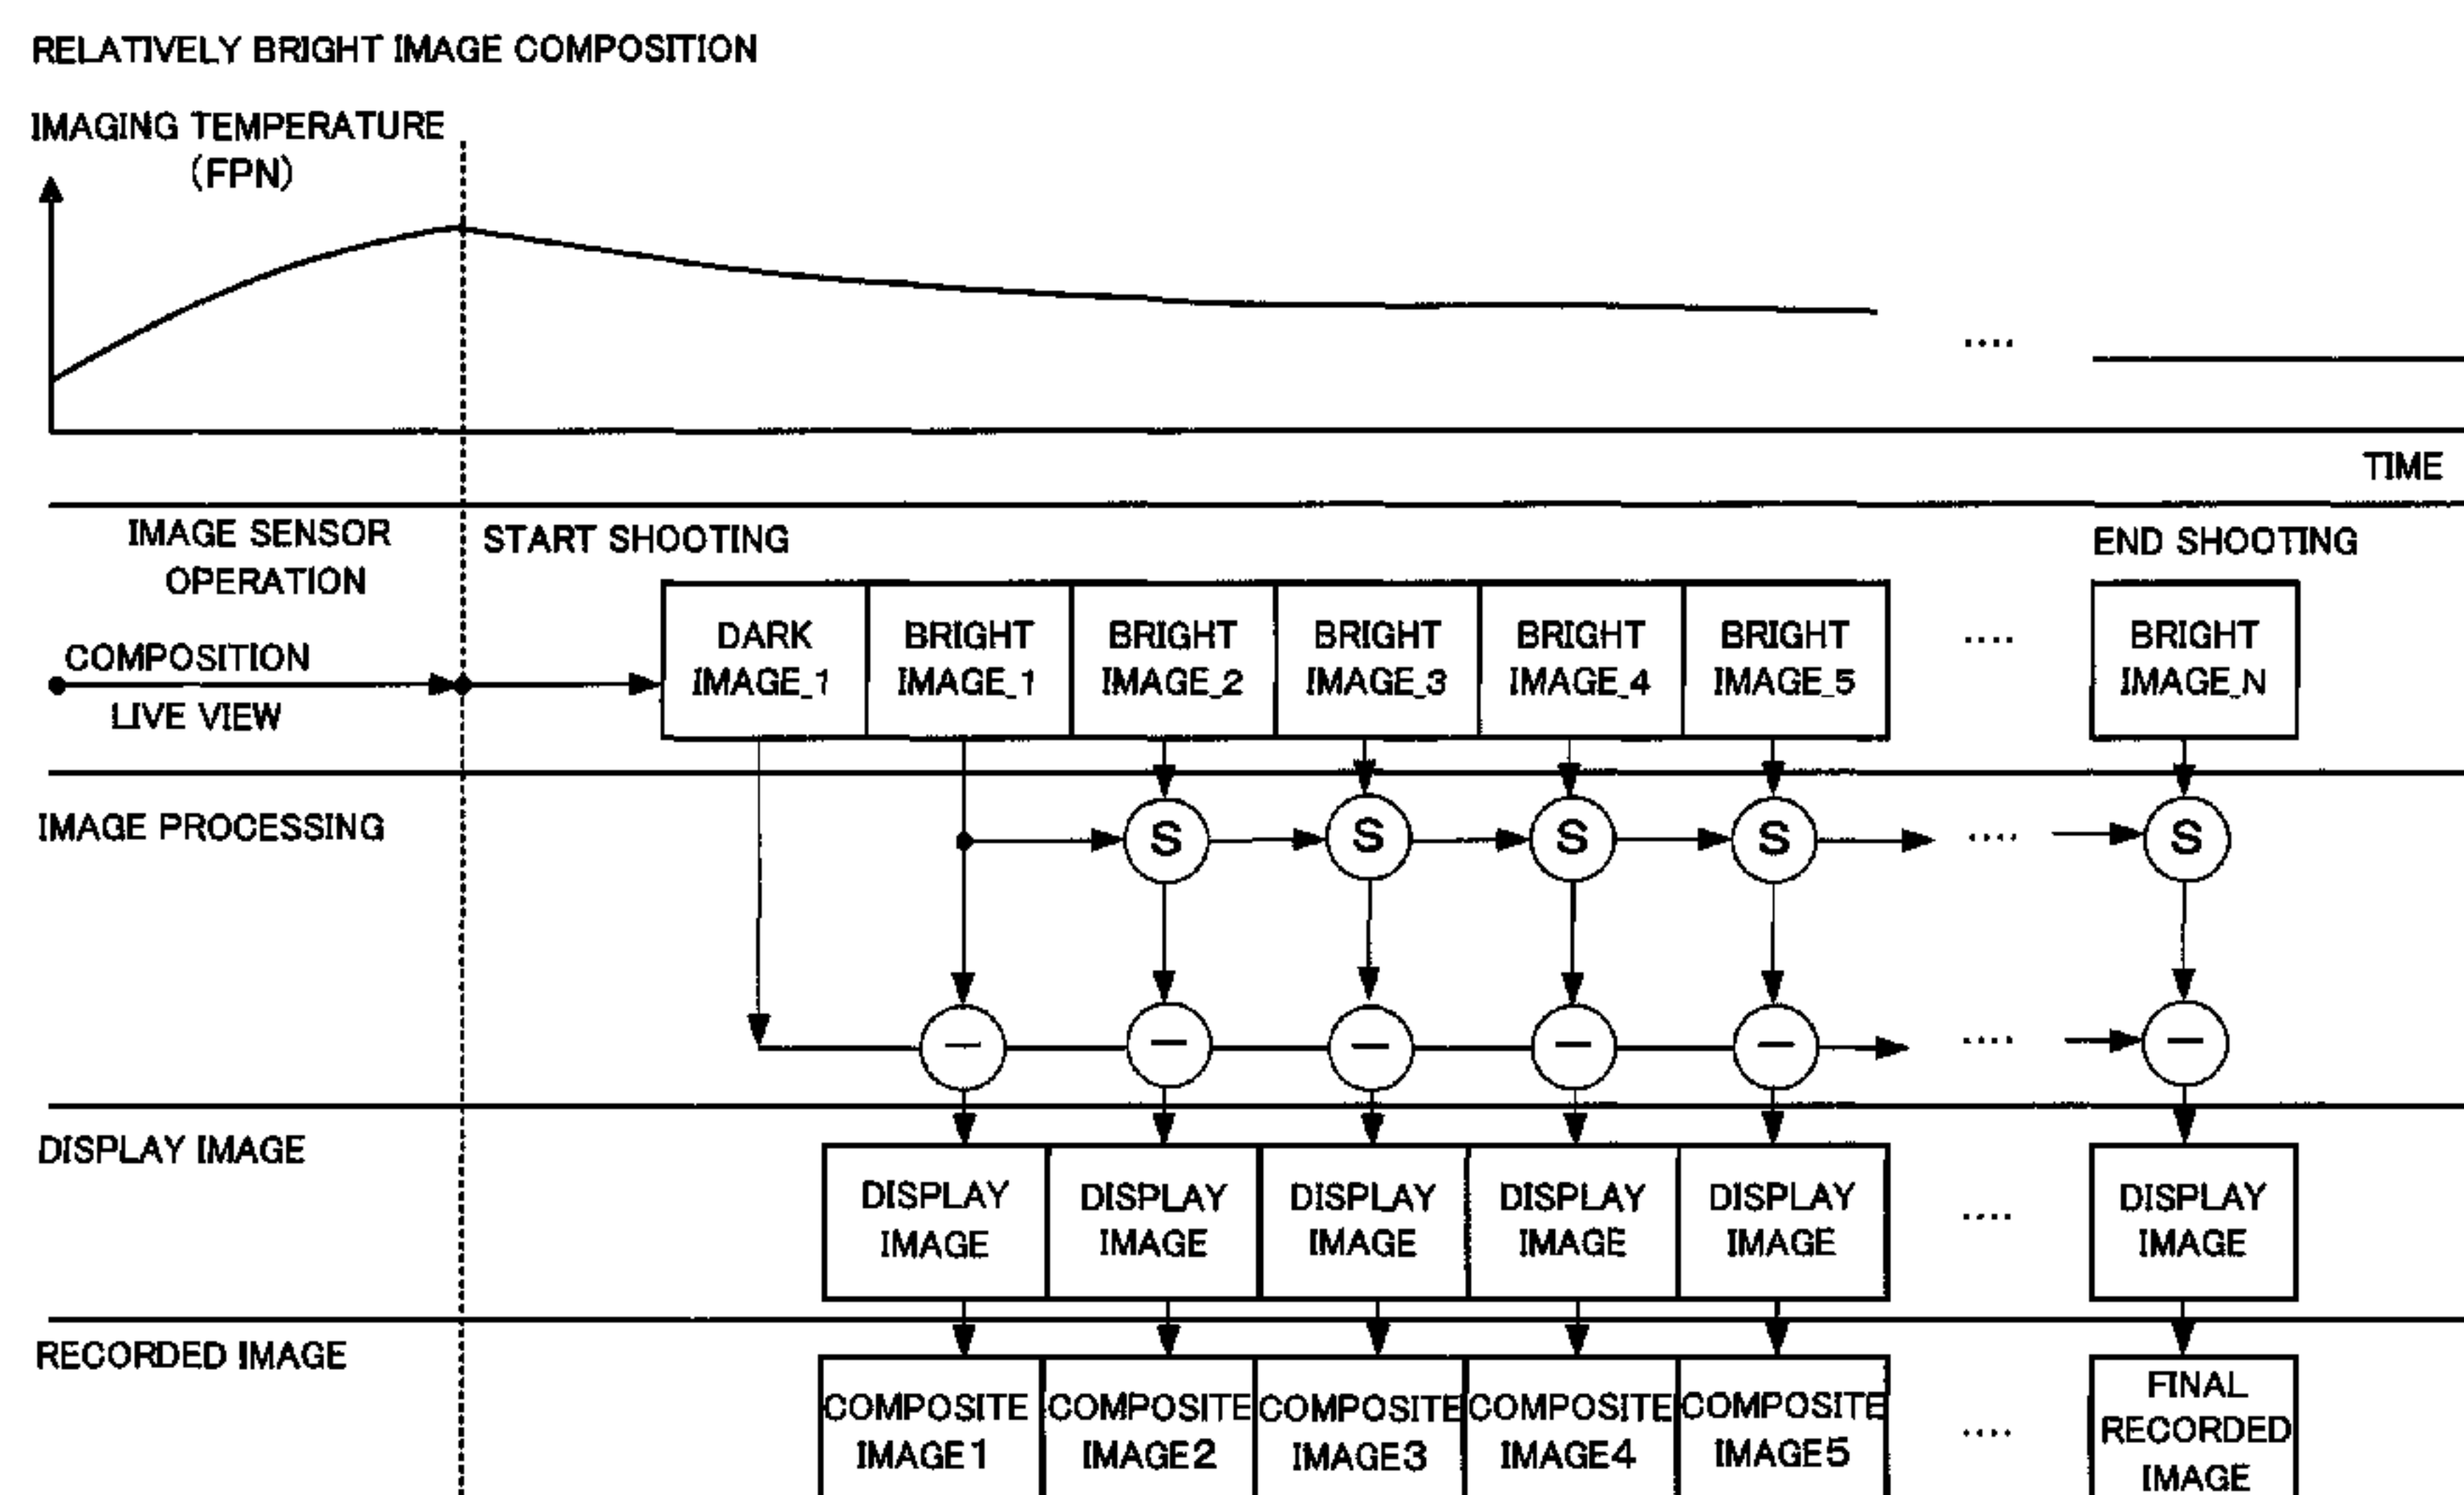 RELATIVELY BRIGHT IMAGE COMPOSITION
IMAGING TEMPERATURE
(FPN)
....
TIME
IMAGE SENSOR
OPERATION
START SHOOTING
END SHOOTING
COMPOSITION
LIVE VIEW
DARK
IMAGE_1
BRIGHT
IMAGE_1
BRIGHT
IMAGE_2
BRIGHT
IMAGE_3
BRIGHT
IMAGE_4
BRIGHT
IMAGE_5
....
BRIGHT
IMAGE_N
IMAGE PROCESSING
S
S
S
S
....
S
−
−
−
−
−
....
−
DISPLAY IMAGE
DISPLAY
IMAGE
DISPLAY
IMAGE
DISPLAY
IMAGE
DISPLAY
IMAGE
DISPLAY
IMAGE
....
DISPLAY
IMAGE
RECORDED IMAGE
COMPOSITE
IMAGE1
COMPOSITE
IMAGE2
COMPOSITE
IMAGE3
COMPOSITE
IMAGE4
COMPOSITE
IMAGE5
....
FINAL
RECORDED
IMAGE